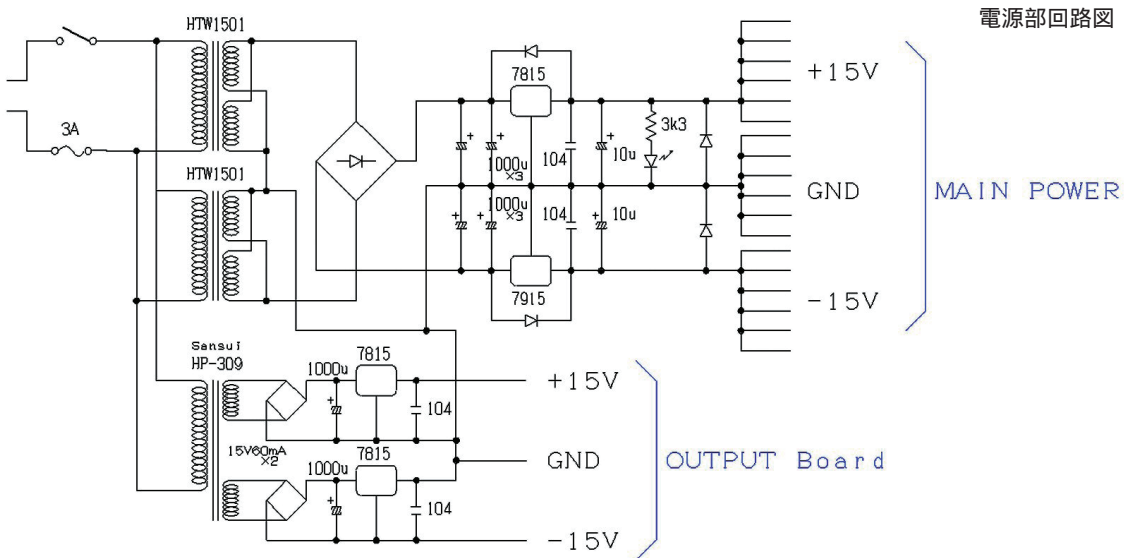 電源部回路図
HTW1501
3A
HTW1501
7815
1000u
×3
104
+
10u
3k3
+15V
1000u
×3
104
+
10u
7915
GND
-15V
MAIN POWER
Sansui
HP-309
15V60mA
×2
1000u
+
7815
104
+15V
GND
1000u
+
7815
104
-15V
OUTPUT Board